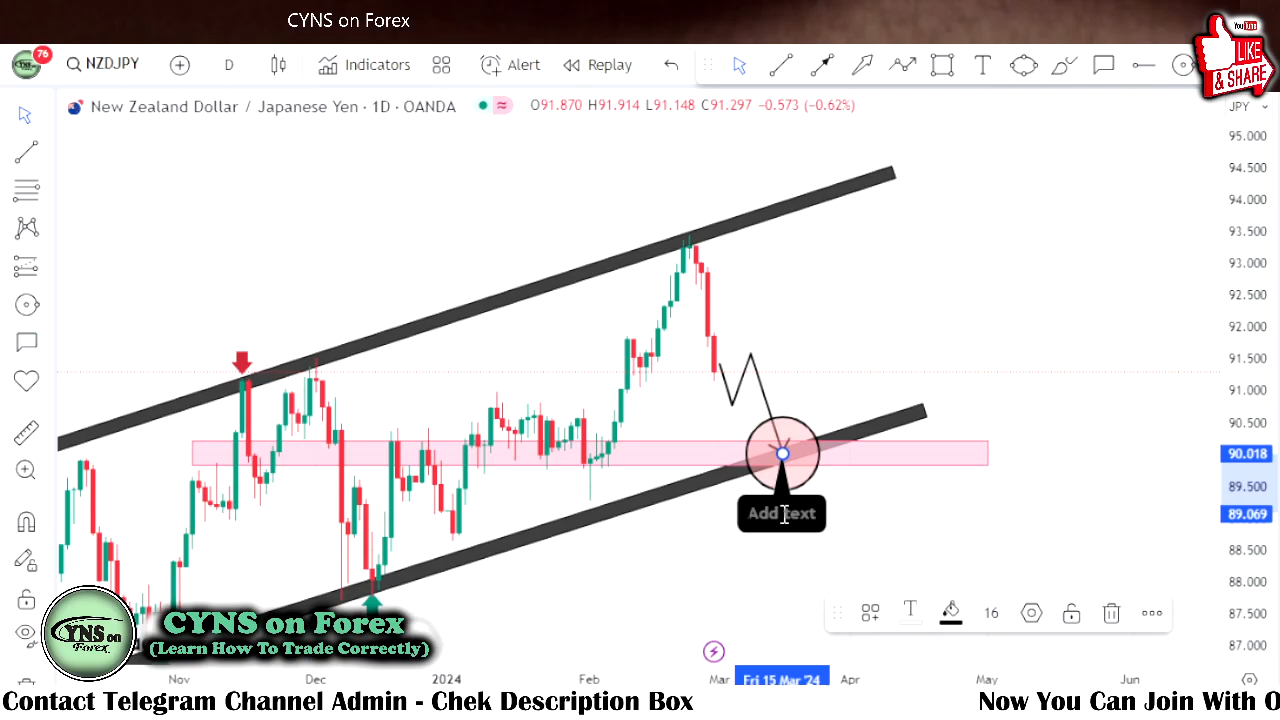 CYNS on Forex
You Tube
LIKE
& SHARE
76
NZDJPY
D
Indicators
Alert
Replay
New Zealand Dollar / Japanese Yen · 1D · OANDA
O91.870 H91.914 L91.148 C91.297 −0.573 (−0.62%)
JPY
95.000
94.500
94.000
93.500
93.000
92.500
92.000
91.500
91.000
90.500
90.018
89.500
89.069
88.500
88.000
87.500
87.000
Add text
T
16
CYNS on
Forex
CYNS on Forex
(Learn How To Trade Correctly)
Nov
Dec
2024
Feb
Mar
Fri 15 Mar '24
Apr
May
Jun
Contact Telegram Channel Admin - Chek Description Box
Now You Can Join With O